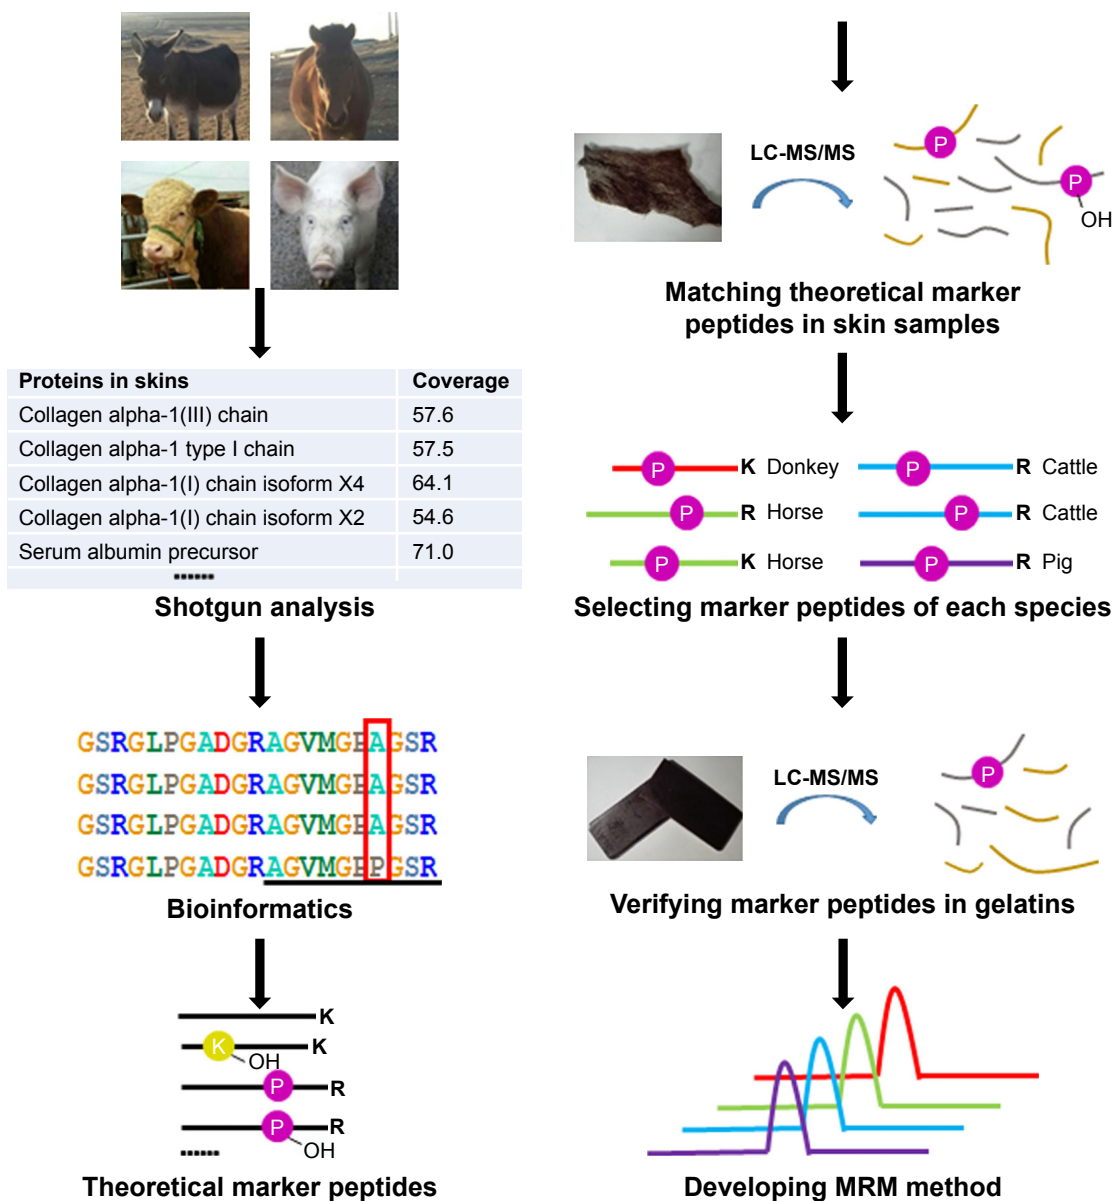 Proteins in skins Coverage
Collagen alpha-1(III) chain 57.6
Collagen alpha-1 type I chain 57.5
Collagen alpha-1(I) chain isoform X4 64.1
Collagen alpha-1(I) chain isoform X2 54.6
Serum albumin precursor 71.0
......
Shotgun analysis
GSRGLPGADGRAGVMGPAGSR
GSRGLPGADGRAGVMGPAGSR
GSRGLPGADGRAGVMGPAGSR
GSRGLPGADGRAGVMGPPGSR
Bioinformatics
K
K OH K
P R
P OH R
......
Theoretical marker peptides
LC-MS/MS
P
P
OH
Matching theoretical marker
peptides in skin samples
P K Donkey P R Cattle
P R Horse P R Cattle
P K Horse P R Pig
Selecting marker peptides of each species
LC-MS/MS
P
Verifying marker peptides in gelatins
Developing MRM method